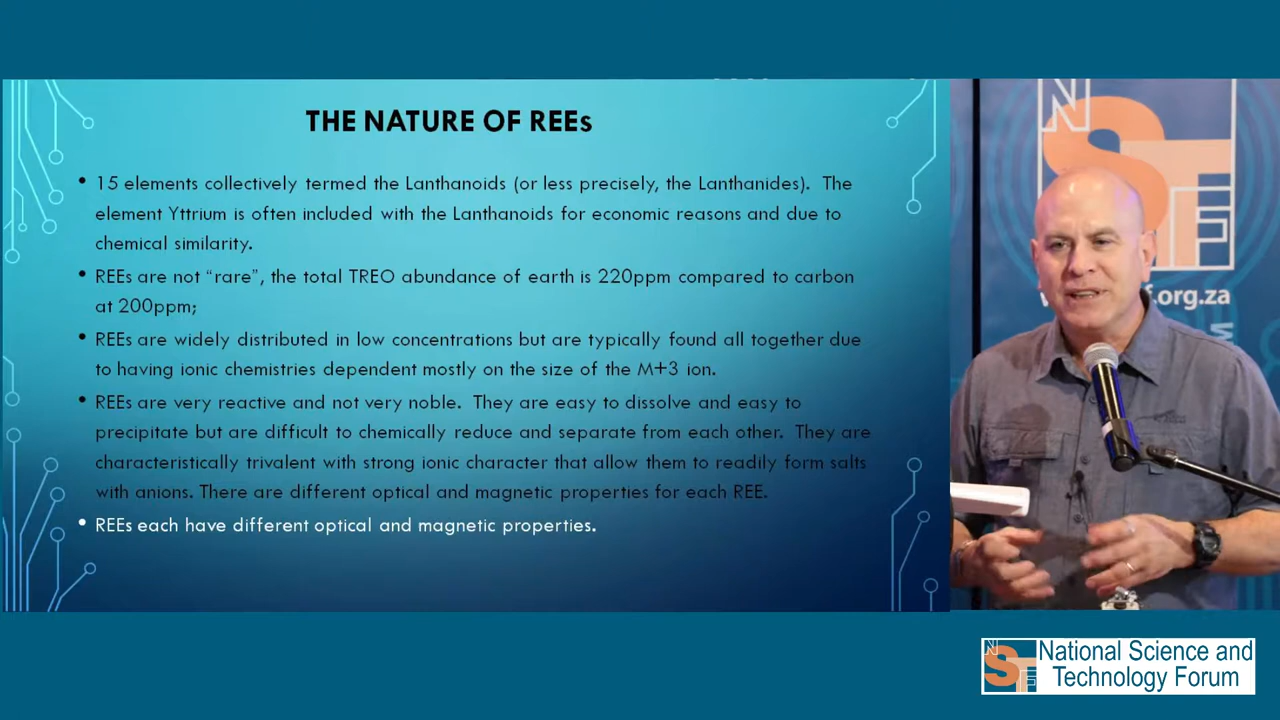 THE NATURE OF REEs
• 15 elements collectively termed the Lanthanoids (or less precisely, the Lanthanides). The
element Yttrium is often included with the Lanthanoids for economic reasons and due to
chemical similarity.
• REEs are not “rare”, the total TREO abundance of earth is 220ppm compared to carbon
at 200ppm;
• REEs are widely distributed in low concentrations but are typically found all together due
to having ionic chemistries dependent mostly on the size of the M+3 ion.
• REEs are very reactive and not very noble. They are easy to dissolve and easy to
precipitate but are difficult to chemically reduce and separate from each other. They are
characteristically trivalent with strong ionic character that allow them to readily form salts
with anions. There are different optical and magnetic properties for each REE.
• REEs each have different optical and magnetic properties.
N
S
T
F
f.org.za
NSTF
National Science and
Technology Forum